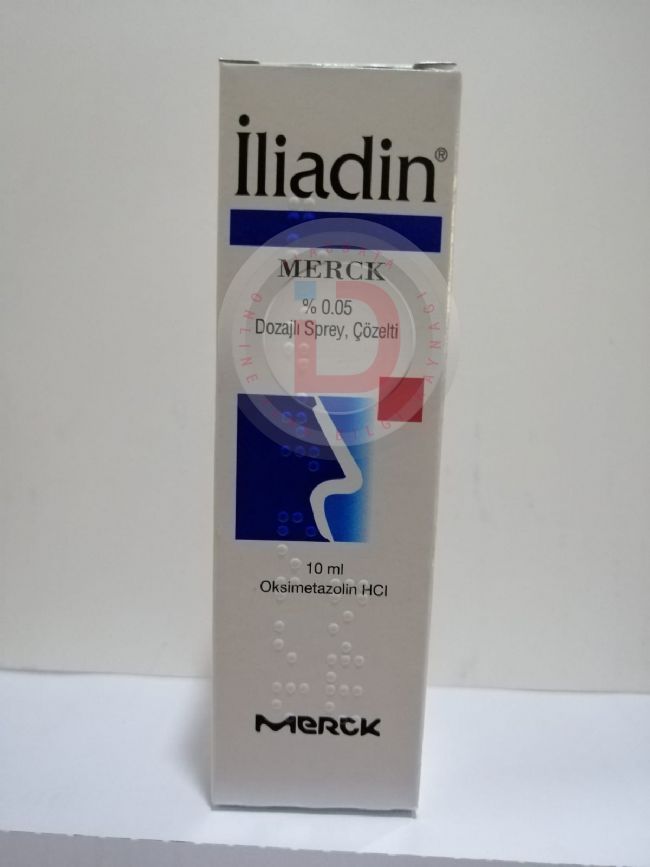 İliadin®
MERCK
% 0.05
Dozajlı Sprey, Çözelti
10 ml
Oksimetazolin HCl
MERCK